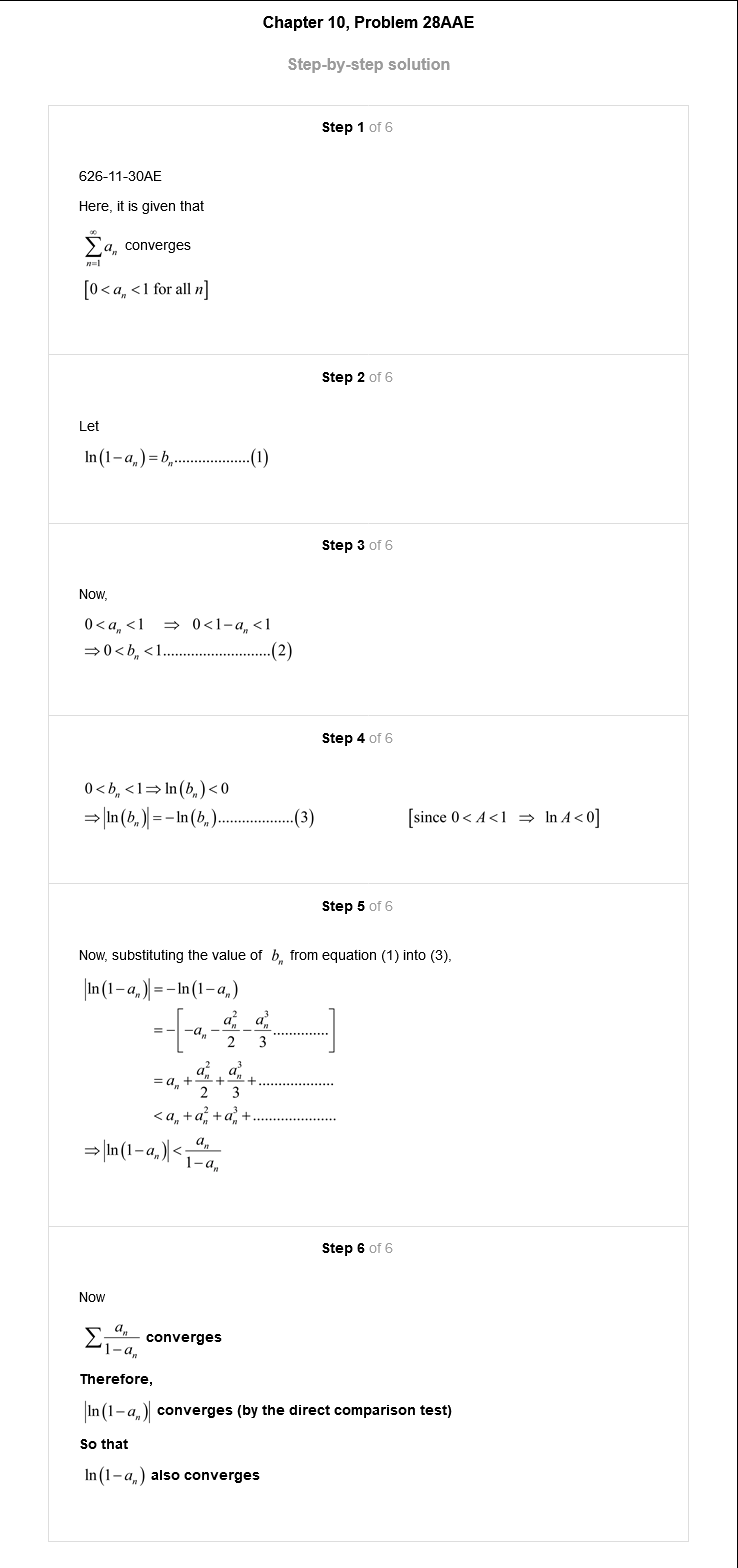 Chapter 10, Problem 28AAE
Step-by-step solution
Step 1 of 6
626-11-30AE
Here, it is given that
$\sum_{n=1}^{\infty} a_n$ converges
$[0 < a_n < 1 \text{ for all } n]$
Step 2 of 6
Let
$\ln(1-a_n) = b_n$...................(1)
Step 3 of 6
Now,
$0 < a_n < 1 \quad \Rightarrow \quad 0 < 1-a_n < 1$
$\Rightarrow 0 < b_n < 1$...........................(2)
Step 4 of 6
$0 < b_n < 1 \Rightarrow \ln(b_n) < 0$
$\Rightarrow |\ln(b_n)| = -\ln(b_n)$...................(3) $[\text{since } 0 < A < 1 \Rightarrow \ln A < 0]$
Step 5 of 6
Now, substituting the value of $b_n$ from equation (1) into (3),
$|\ln(1-a_n)| = -\ln(1-a_n)$
$= -\left[-a_n - \frac{a_n^2}{2} - \frac{a_n^3}{3}..............\right]$
$= a_n + \frac{a_n^2}{2} + \frac{a_n^3}{3} + ...................$
$< a_n + a_n^2 + a_n^3 + .....................$
$\Rightarrow |\ln(1-a_n)| < \frac{a_n}{1-a_n}$
Step 6 of 6
Now
$\sum \frac{a_n}{1-a_n}$ converges
Therefore,
$|\ln(1-a_n)|$ converges (by the direct comparison test)
So that
$\ln(1-a_n)$ also converges